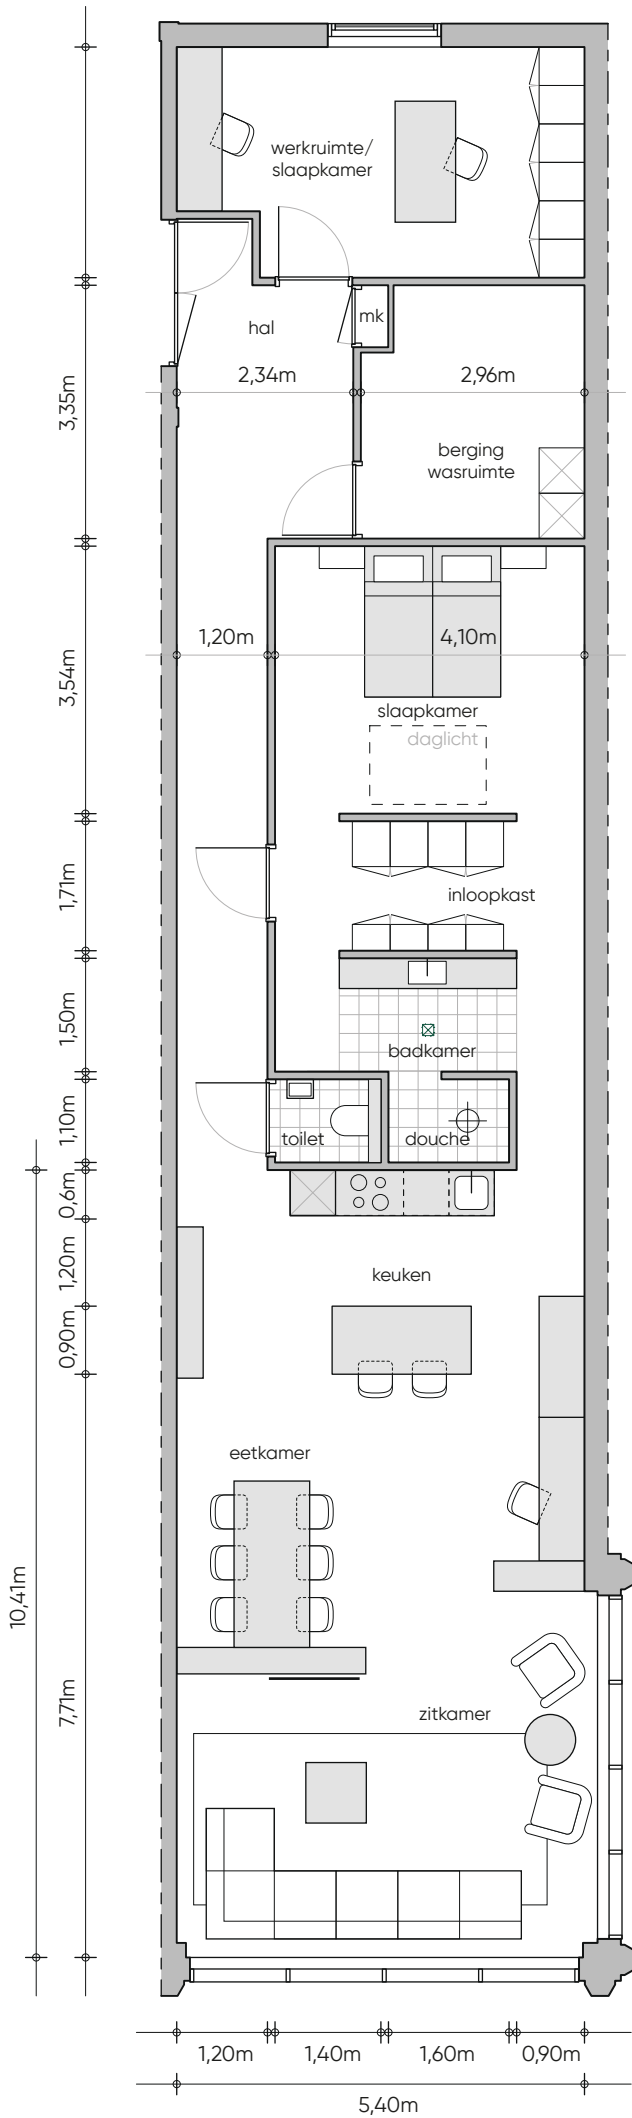 werkruimte/
slaapkamer
hal
mk
2,34m
2,96m
3,35m
berging
wasruimte
1,20m
4,10m
3,54m
slaapkamer
daglicht
1,71m
inloopkast
1,50m
badkamer
1,10m
toilet
douche
0,6m
1,20m
keuken
0,90m
eetkamer
10,41m
7,71m
zitkamer
1,20m
1,40m
1,60m
0,90m
5,40m